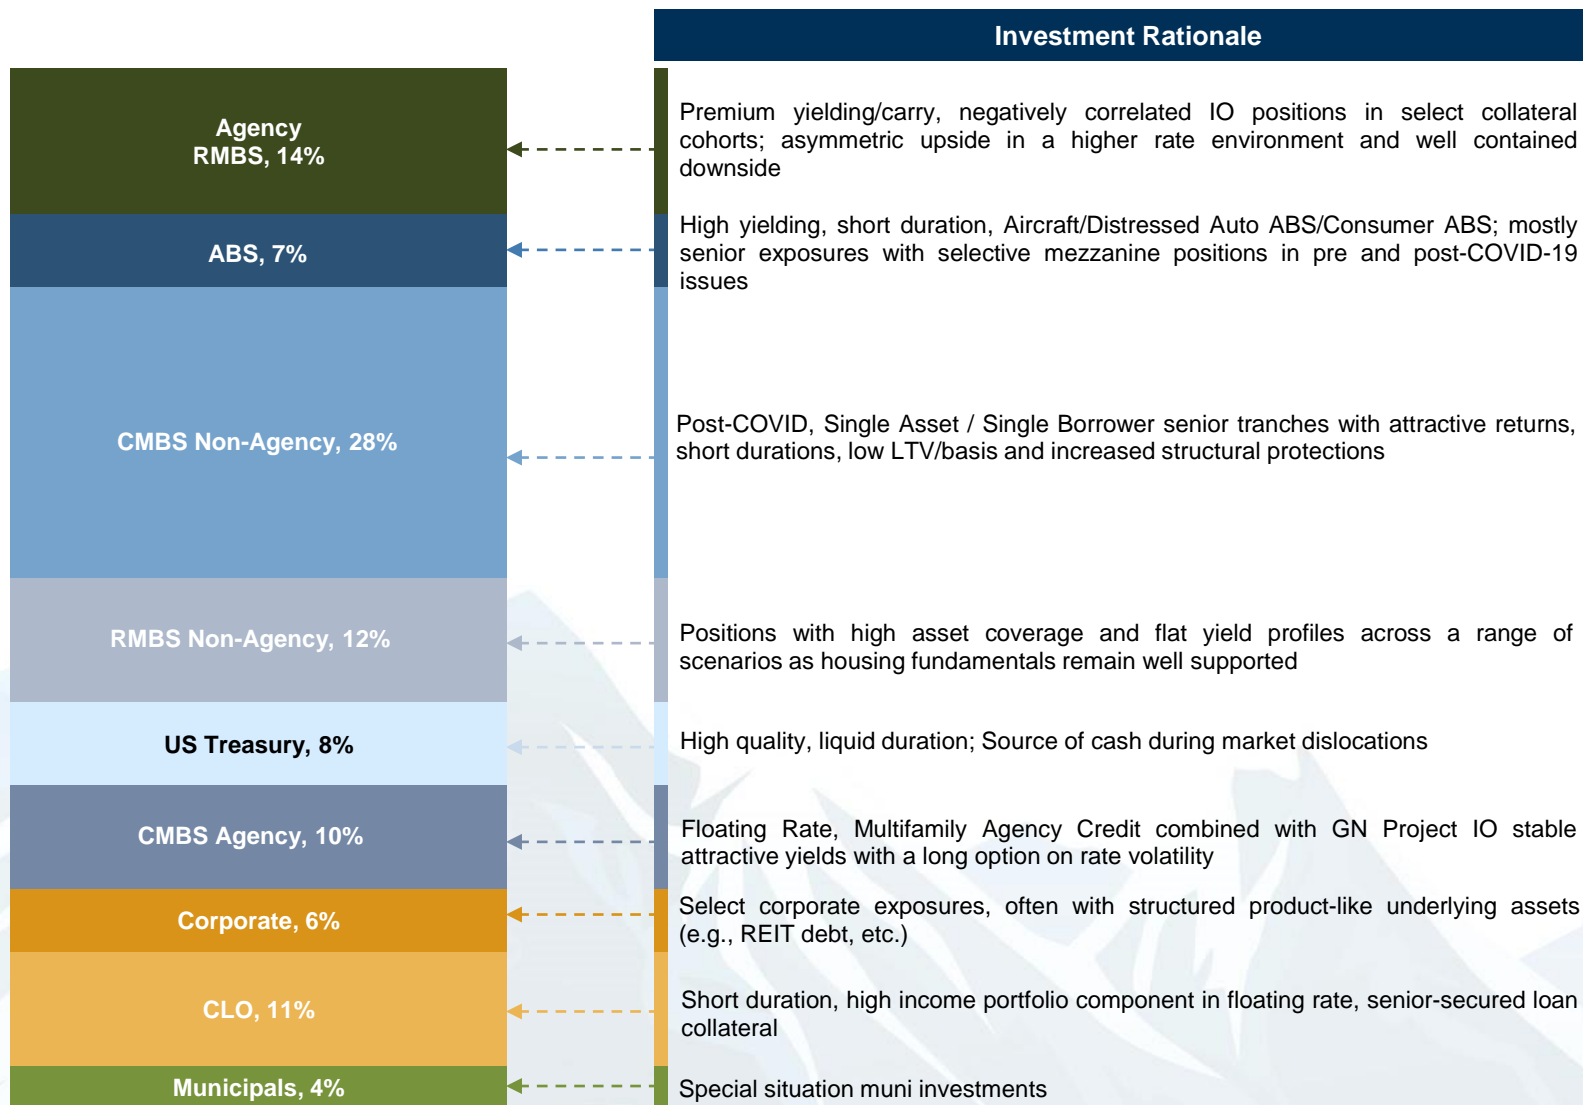 Investment Rationale
Agency
RMBS, 14%
Premium yielding/carry, negatively correlated IO positions in select collateral
cohorts; asymmetric upside in a higher rate environment and well contained
downside
ABS, 7%
High yielding, short duration, Aircraft/Distressed Auto ABS/Consumer ABS; mostly
senior exposures with selective mezzanine positions in pre and post-COVID-19
issues
CMBS Non-Agency, 28%
Post-COVID, Single Asset / Single Borrower senior tranches with attractive returns,
short durations, low LTV/basis and increased structural protections
RMBS Non-Agency, 12%
Positions with high asset coverage and flat yield profiles across a range of
scenarios as housing fundamentals remain well supported
US Treasury, 8%
High quality, liquid duration; Source of cash during market dislocations
CMBS Agency, 10%
Floating Rate, Multifamily Agency Credit combined with GN Project IO stable
attractive yields with a long option on rate volatility
Corporate, 6%
Select corporate exposures, often with structured product-like underlying assets
(e.g., REIT debt, etc.)
CLO, 11%
Short duration, high income portfolio component in floating rate, senior-secured loan
collateral
Municipals, 4%
Special situation muni investments